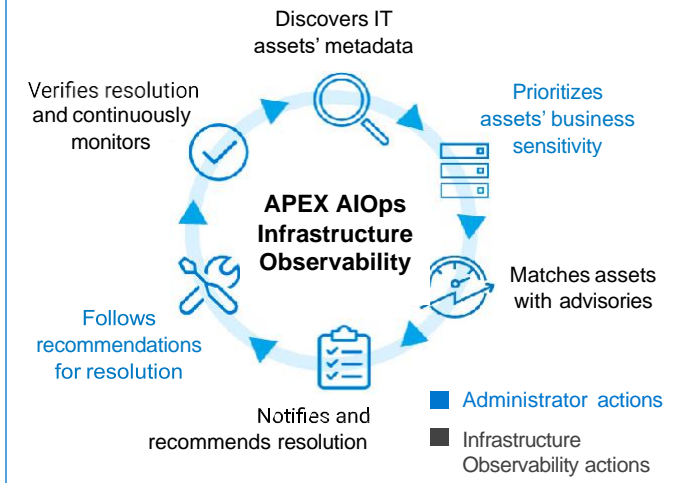 Discovers IT
assets’ metadata
Prioritizes
assets’ business
sensitivity
Matches assets
with advisories
Notifies and
recommends resolution
Follows
recommendations
for resolution
Verifies resolution
and continuously
monitors
APEX AIOps
Infrastructure
Observability
Administrator actions
Infrastructure
Observability actions